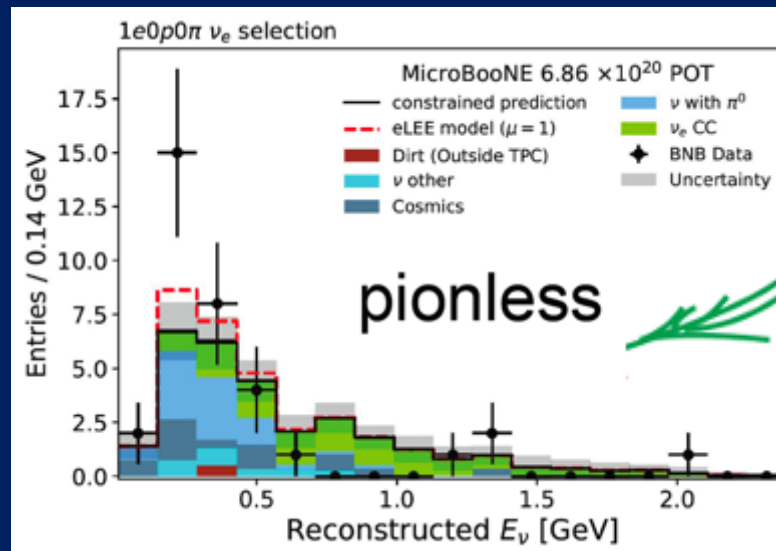 1e0p0π νe selection
MicroBooNE 6.86 ×10²⁰ POT
constrained prediction
eLEE model (μ = 1)
Dirt (Outside TPC)
ν other
Cosmics
ν with π⁰
νe CC
BNB Data
Uncertainty
pionless
Entries / 0.14 GeV
17.5
15.0
12.5
10.0
7.5
5.0
2.5
0.0
0.5
1.0
1.5
2.0
Reconstructed Eν [GeV]